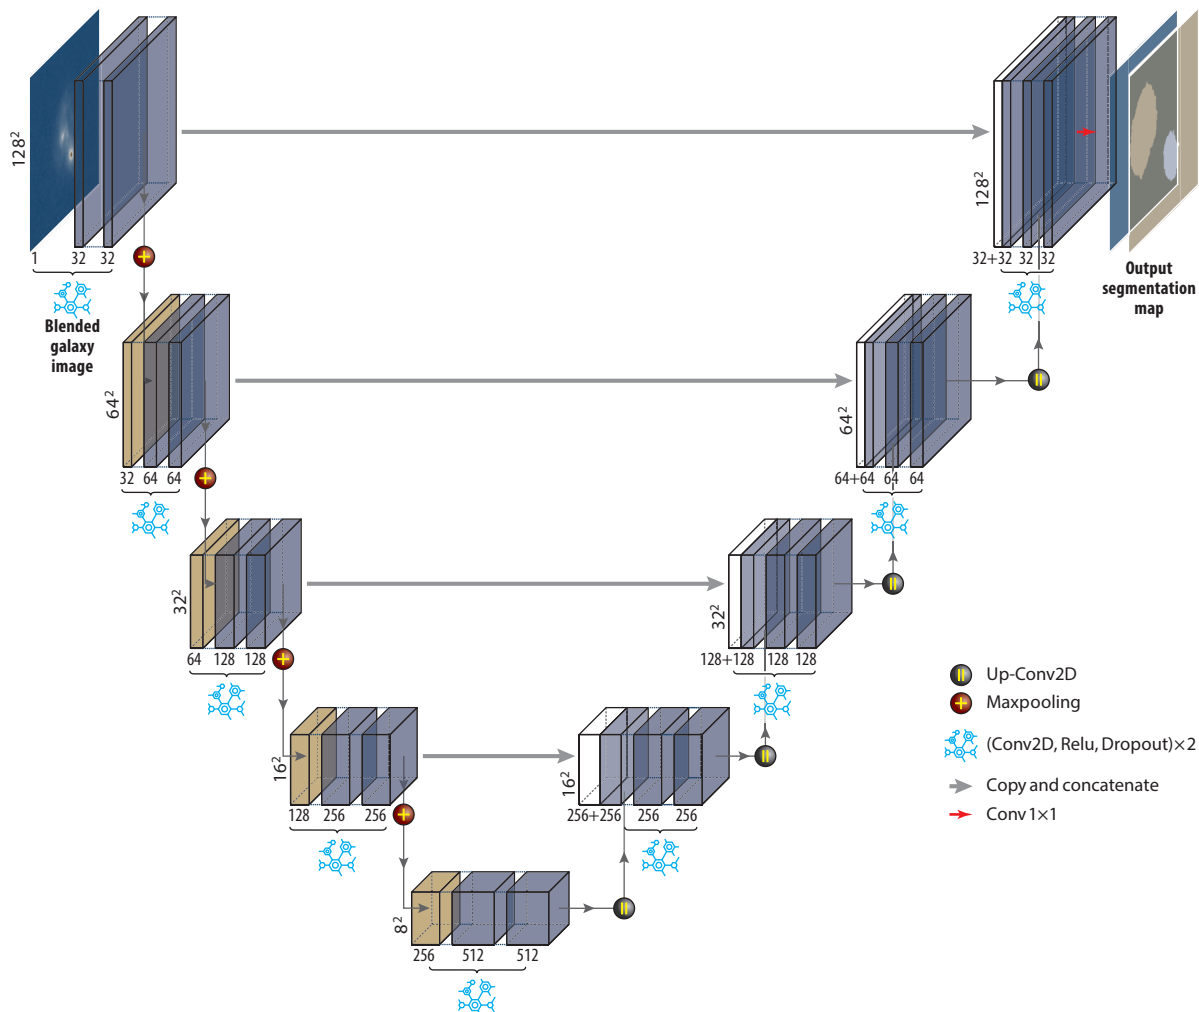 128²
1 32 32
Blended
galaxy
image
128²
32+32 32 32
Output
segmentation
map
64²
32 64 64
64²
64+64 64 64
32²
64 128 128
32²
128+128 128 128
16²
128 256 256
16²
256+256 256 256
8²
256 512 512
Up-Conv2D
Maxpooling
(Conv2D, Relu, Dropout)×2
Copy and concatenate
Conv 1×1